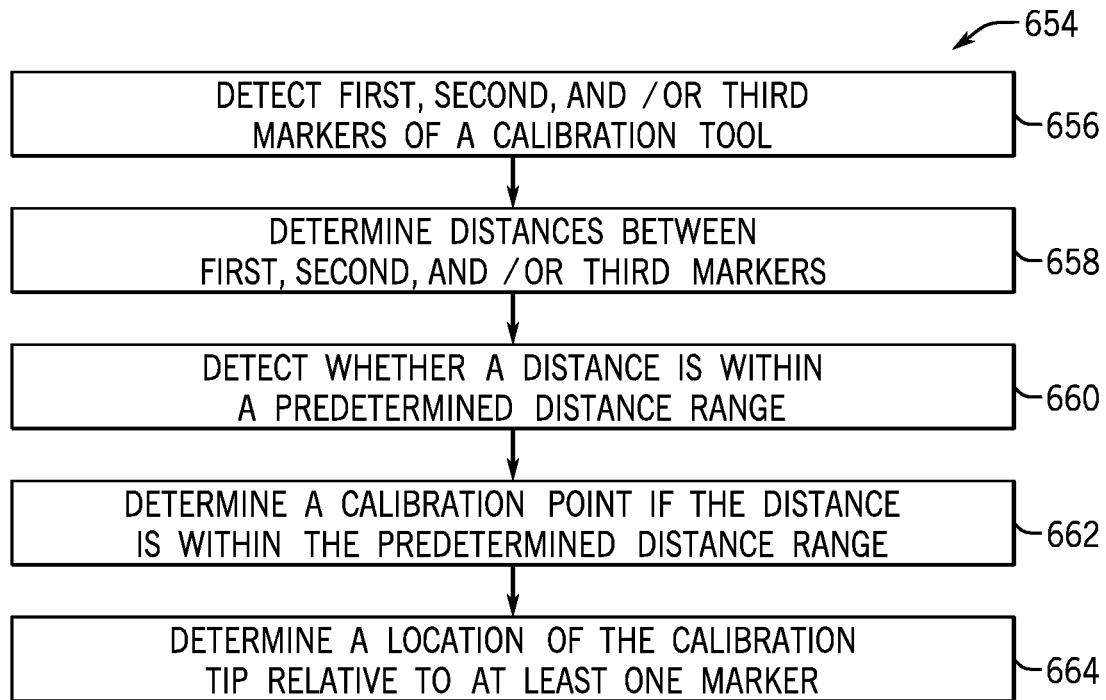 654
DETECT FIRST, SECOND, AND / OR THIRD
MARKERS OF A CALIBRATION TOOL
656
DETERMINE DISTANCES BETWEEN
FIRST, SECOND, AND / OR THIRD MARKERS
658
DETECT WHETHER A DISTANCE IS WITHIN
A PREDETERMINED DISTANCE RANGE
660
DETERMINE A CALIBRATION POINT IF THE DISTANCE
IS WITHIN THE PREDETERMINED DISTANCE RANGE
662
DETERMINE A LOCATION OF THE CALIBRATION
TIP RELATIVE TO AT LEAST ONE MARKER
664